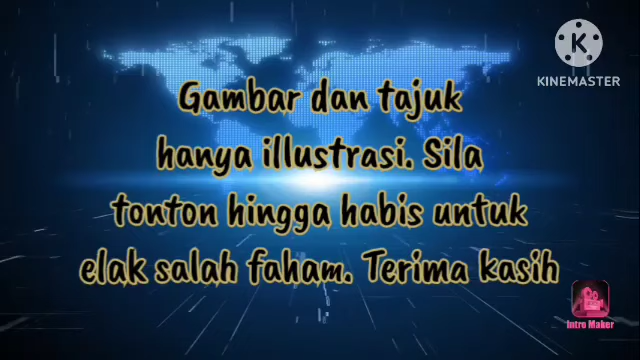 KINEMASTER
Gambar dan tajuk
hanya illustrasi. Sila
tonton hingga habis untuk
elak salah faham. Terima kasih
Intro Maker